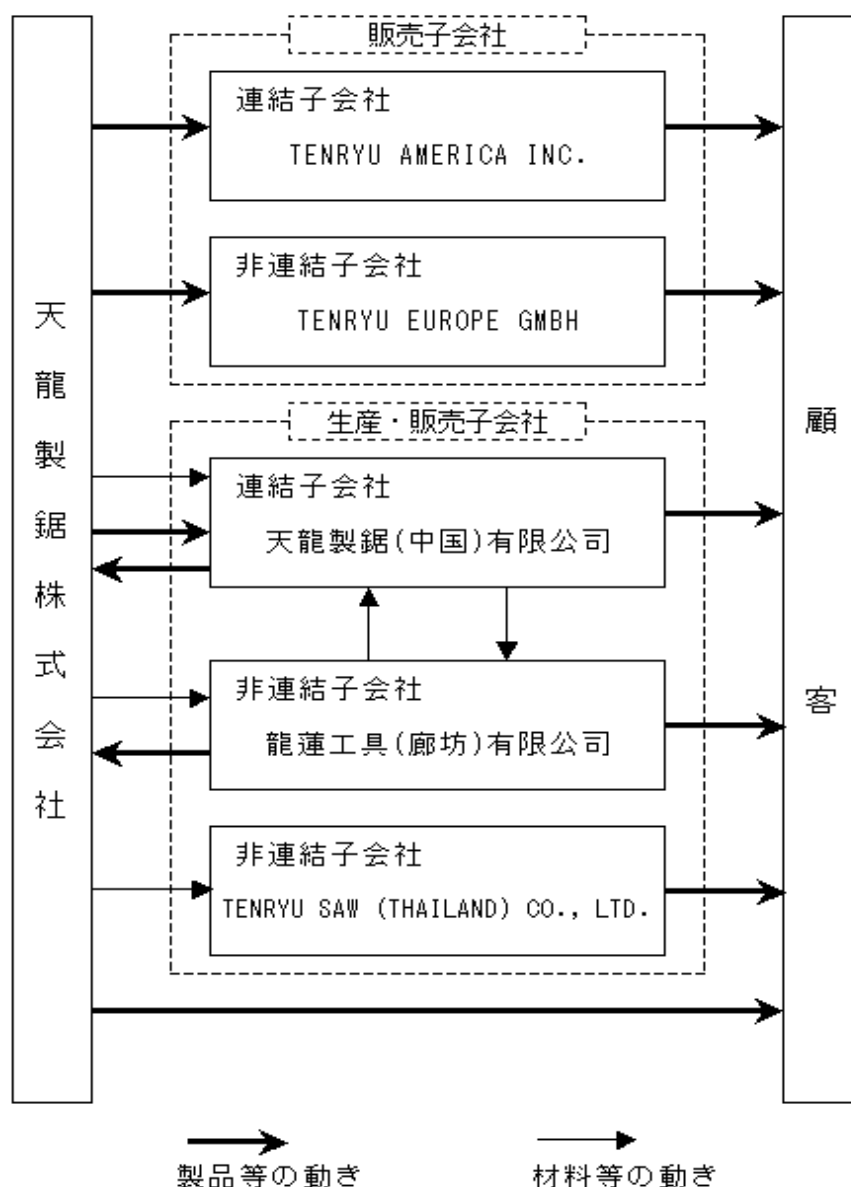 販売子会社
連結子会社
TENRYU AMERICA INC.
非連結子会社
TENRYU EUROPE GMBH
天龍製鋸株式会社
顧客
生産・販売子会社
連結子会社
天龍製鋸(中国)有限公司
非連結子会社
龍蓮工具(廊坊)有限公司
非連結子会社
TENRYU SAW (THAILAND) CO., LTD.
製品等の動き
材料等の動き